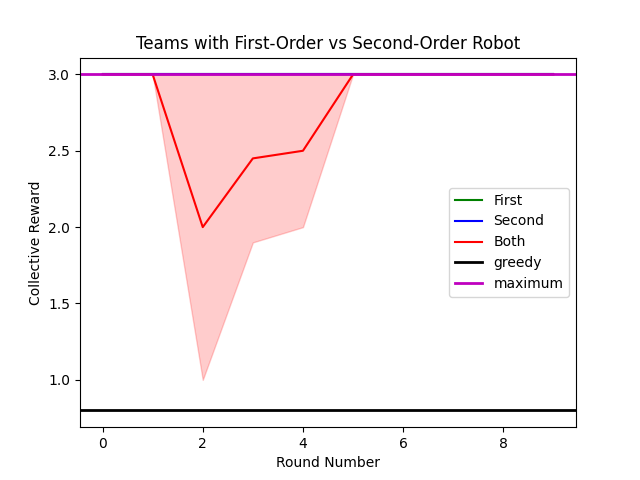 Teams with First-Order vs Second-Order Robot
3.0
2.5
2.0
1.5
1.0
Collective Reward
First
Second
Both
greedy
maximum
0 2 4 6 8
Round Number